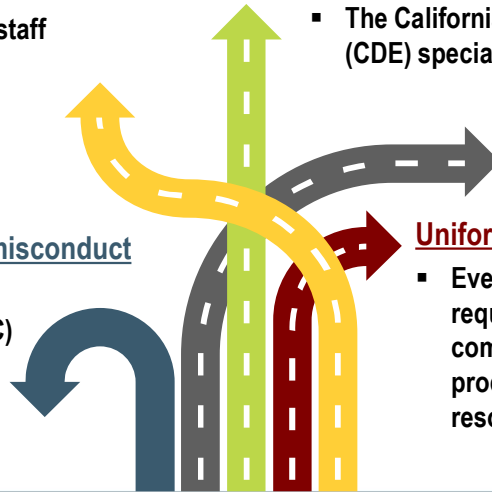 staff
▪ The Californi
(CDE) specia
nisconduct
C)
Unifor
▪ Eve
requ
com
proc
reso